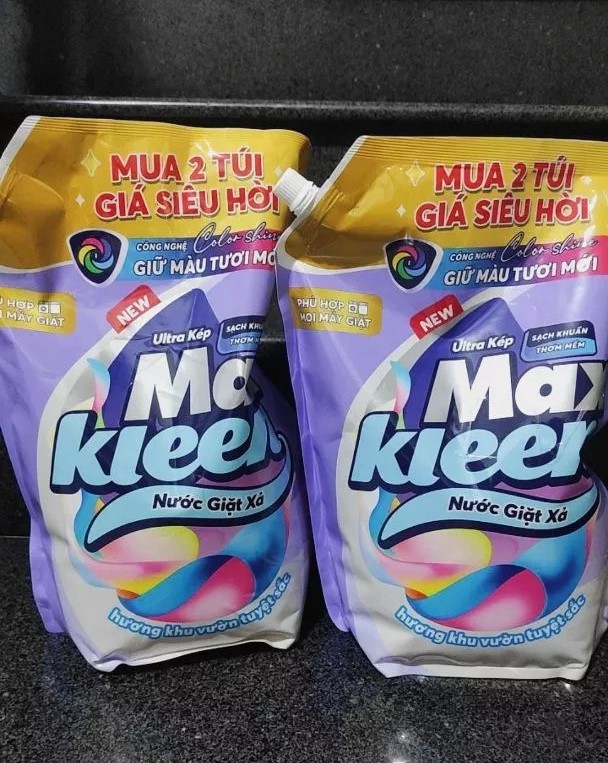 MUA 2 TÚI
GIÁ SIÊU HỜI
CÔNG NGHỆ Color Shine
GIỮ MÀU TƯƠI MỚI
HỢP
MÁY GIẶT
NEW
Ultra Kép
SẠCH KHUẨN
THƠM
Max
kleen
Nước Giặt Xả
hương khu vườn tuyệt sắc
MUA 2 TÚI
GIÁ SIÊU HỜI
CÔNG NGHỆ Color Shine
GIỮ MÀU TƯƠI MỚI
PHÙ HỢP
MỌI MÁY GIẶT
NEW
Ultra Kép
SẠCH KHUẨN
THƠM MỀM
Max
kleen
Nước Giặt Xả
hương khu vườn tuyệt sắc